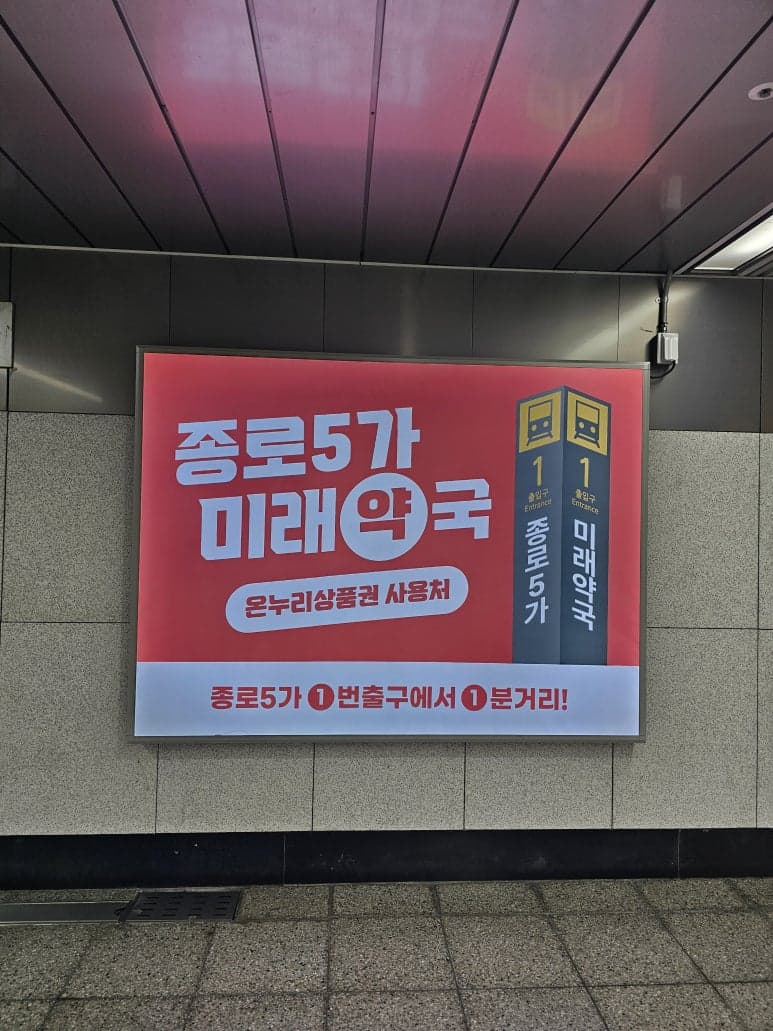 종로5가
미래약국
온누리상품권 사용처
1
출입구
Entrance
종로5가
1
출입구
Entrance
미래약국
종로5가 1번출구에서 1분거리!